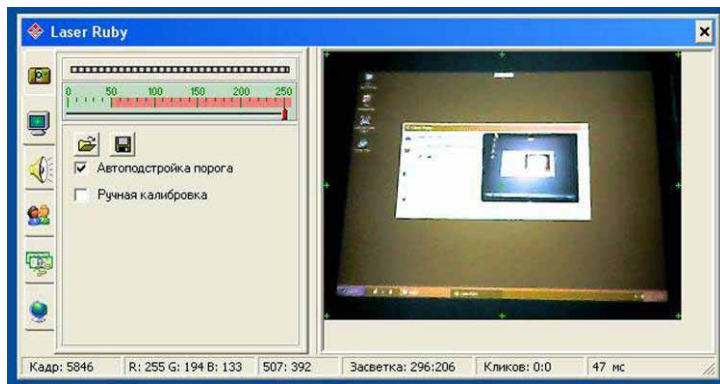 Laser Ruby
0 50 100 150 200 250
Автоподстройка порога
Ручная калибровка
Кадр: 5846 R: 255 G: 194 B: 133 507: 392 Засветка: 296:206 Кликов: 0:0 47 мс